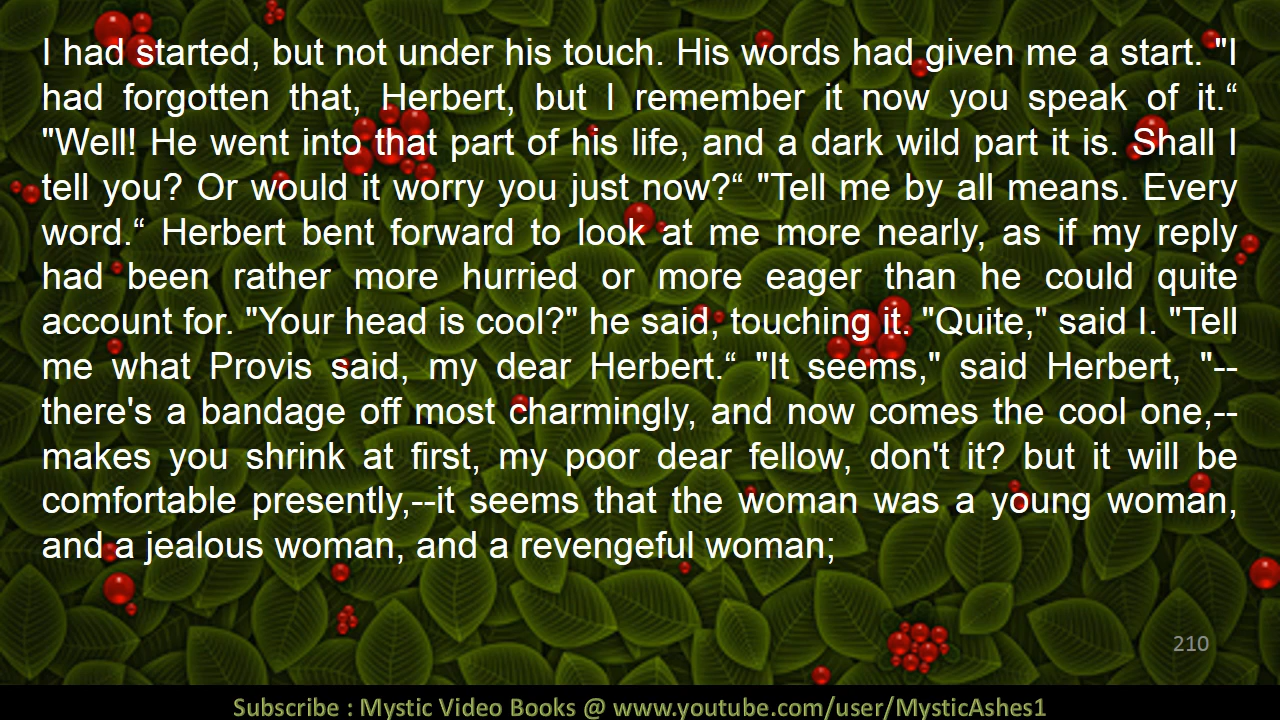 I had started, but not under his touch. His words had given me a start. "I
had forgotten that, Herbert, but I remember it now you speak of it.“
"Well! He went into that part of his life, and a dark wild part it is. Shall I
tell you? Or would it worry you just now?“ "Tell me by all means. Every
word.“ Herbert bent forward to look at me more nearly, as if my reply
had been rather more hurried or more eager than he could quite
account for. "Your head is cool?" he said, touching it. "Quite," said I. "Tell
me what Provis said, my dear Herbert.“ "It seems," said Herbert, "--
there's a bandage off most charmingly, and now comes the cool one,--
makes you shrink at first, my poor dear fellow, don't it? but it will be
comfortable presently,--it seems that the woman was a young woman,
and a jealous woman, and a revengeful woman;
210
Subscribe : Mystic Video Books @ www.youtube.com/user/MysticAshes1